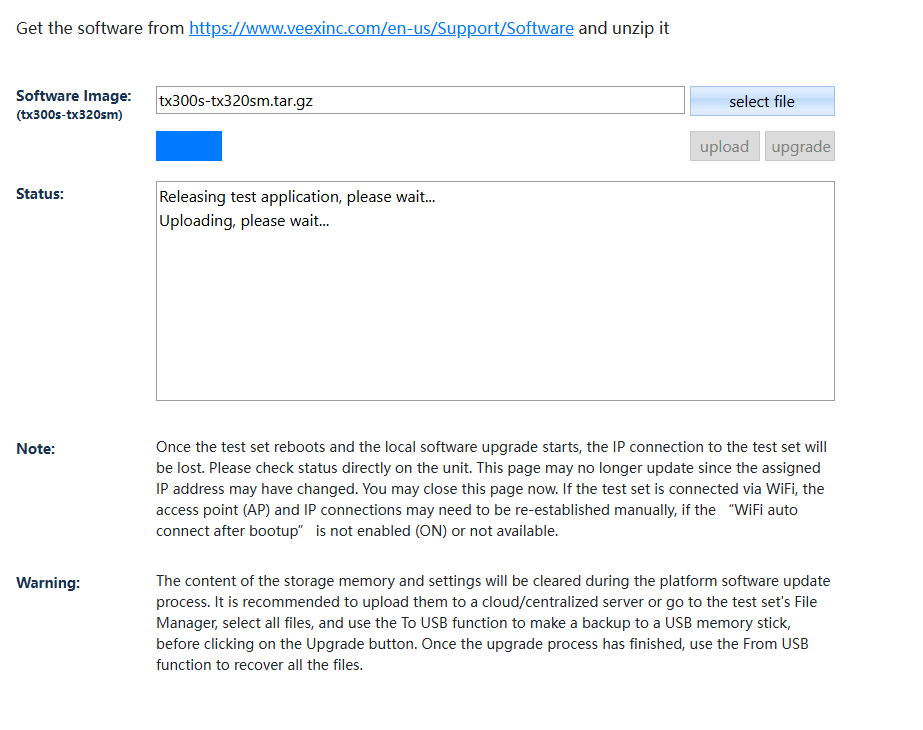 Get the software from https://www.veexinc.com/en-us/Support/Software and unzip it
Software Image:
tx300s-tx320sm.tar.gz
select file
(tx300s-tx320sm)
upload
upgrade
Status:
Releasing test application, please wait...
Uploading, please wait...
Note:
Once the test set reboots and the local software upgrade starts, the IP connection to the test set will
be lost. Please check status directly on the unit. This page may no longer update since the assigned
IP address may have changed. You may close this page now. If the test set is connected via WiFi, the
access point (AP) and IP connections may need to be re-established manually, if the “WiFi auto
connect after bootup” is not enabled (ON) or not available.
Warning:
The content of the storage memory and settings will be cleared during the platform software update
process. It is recommended to upload them to a cloud/centralized server or go to the test set's File
Manager, select all files, and use the To USB function to make a backup to a USB memory stick,
before clicking on the Upgrade button. Once the upgrade process has finished, use the From USB
function to recover all the files.